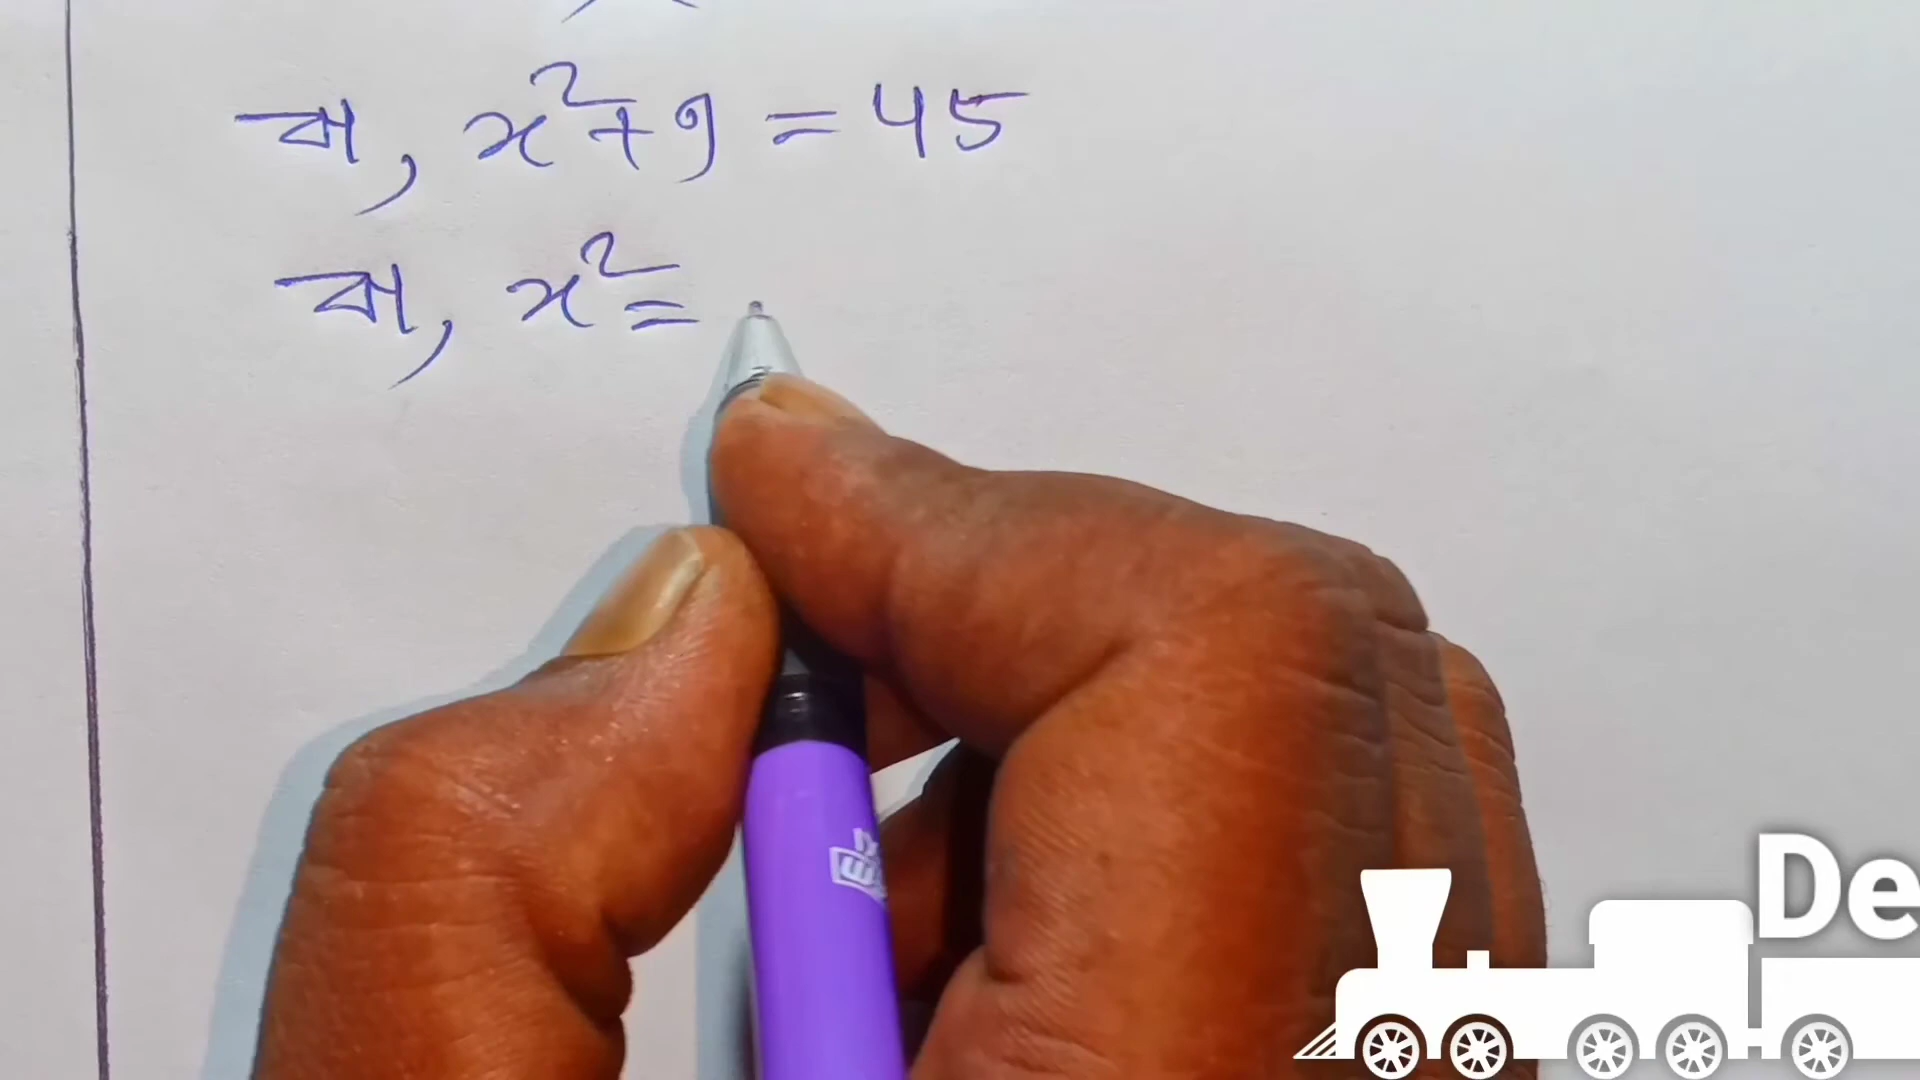 বা, x²+9 = 45
বা, x² =
De